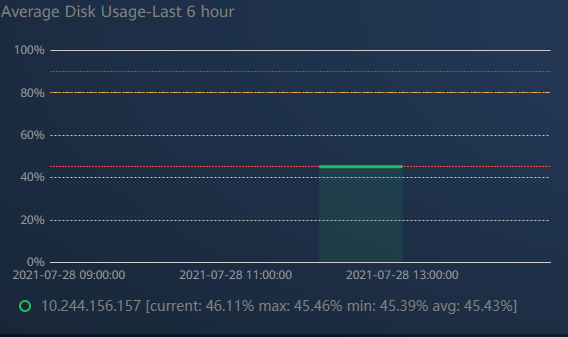 Average Disk Usage-Last 6 hour
100%
80%
60%
40%
20%
0%
2021-07-28 09:00:00 2021-07-28 11:00:00 2021-07-28 13:00:00
10.244.156.157 [current: 46.11% max: 45.46% min: 45.39% avg: 45.43%]